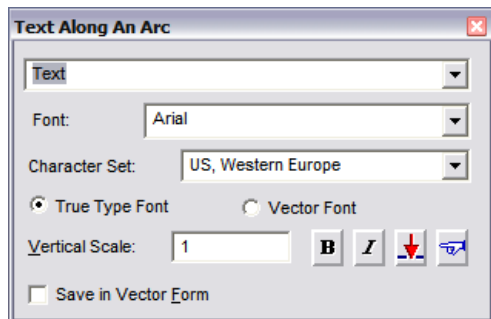 Text Along An Arc
Text
Font: Arial
Character Set: US, Western Europe
True Type Font Vector Font
Vertical Scale: 1 B I
Save in Vector Form